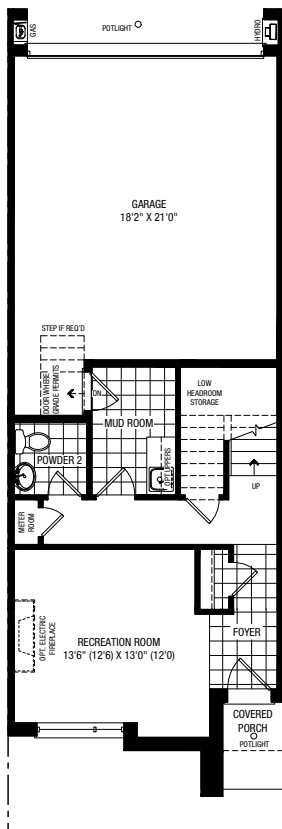 POTLIGHT
GAS
HYDRO
GARAGE
18'2" X 21'0"
STEP IF REQ'D
DOOR WHERE
GRADE PERMITS
DN
MUD ROOM
LOW
HEADROOM
STORAGE
POWDER 2
OPT UPPERS
UP
METER
ROOM
OPT. ELECTRIC
FIREPLACE
RECREATION ROOM
13'6" (12'6) X 13'0" (12'0)
FOYER
COVERED
PORCH
POTLIGHT